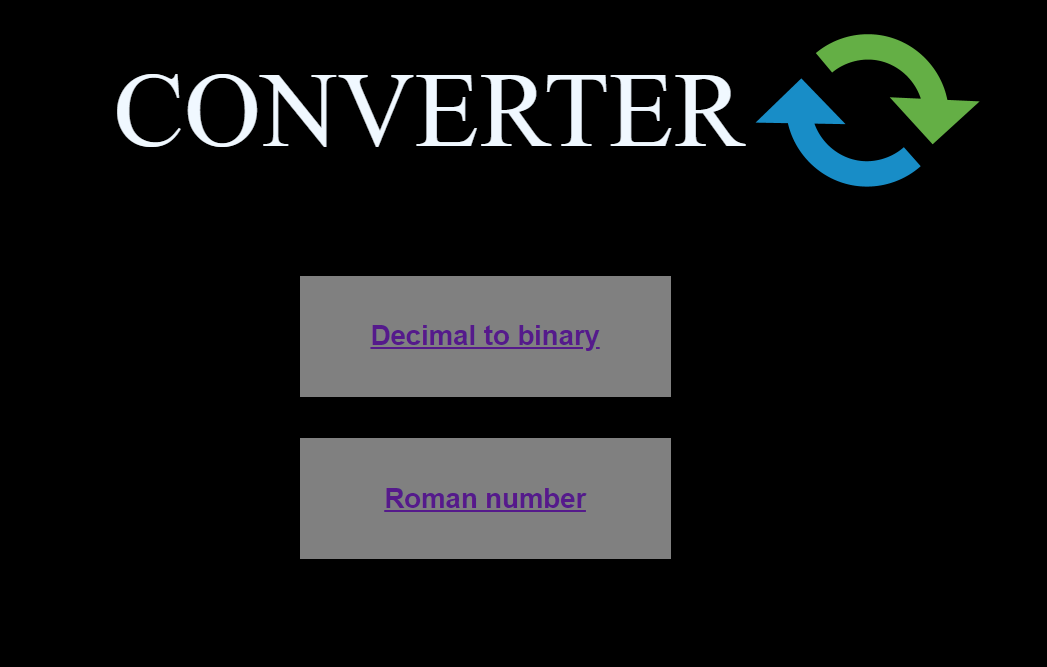 CONVERTER
Decimal to binary
Roman number